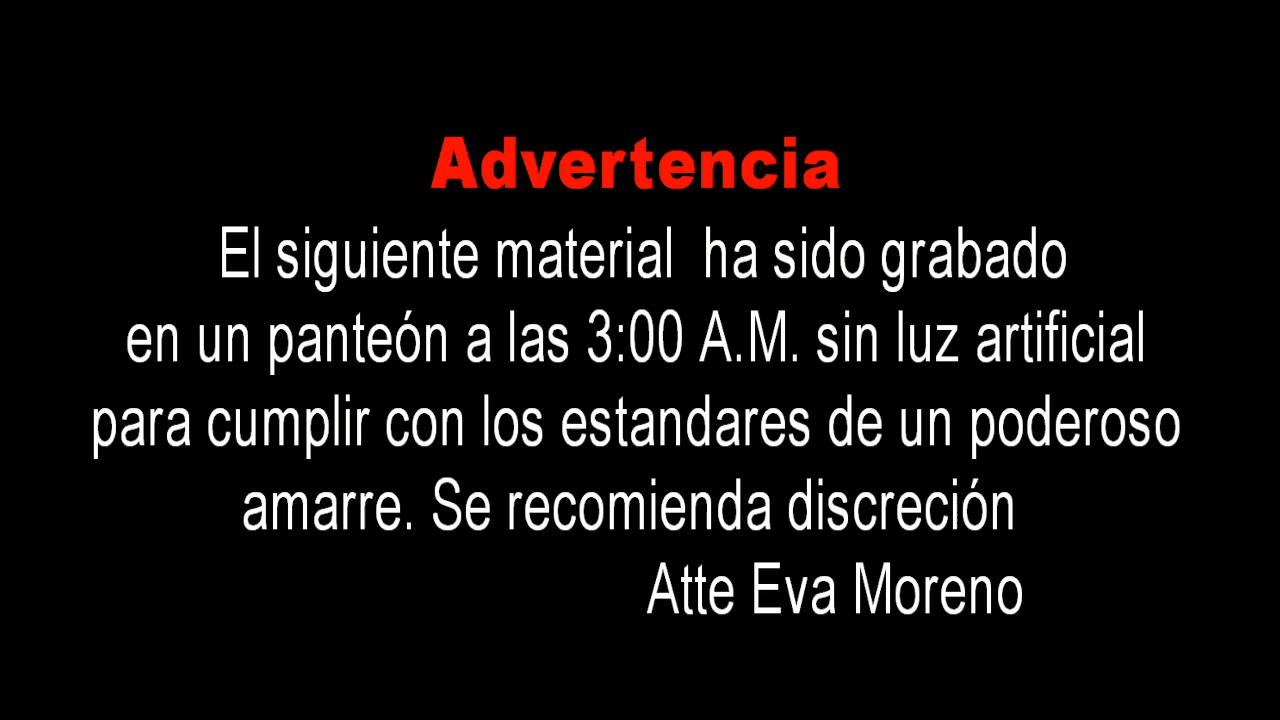 Advertencia
El siguiente material ha sido grabado
en un panteón a las 3:00 A.M. sin luz artificial
para cumplir con los estandares de un poderoso
amarre. Se recomienda discreción
Atte Eva Moreno